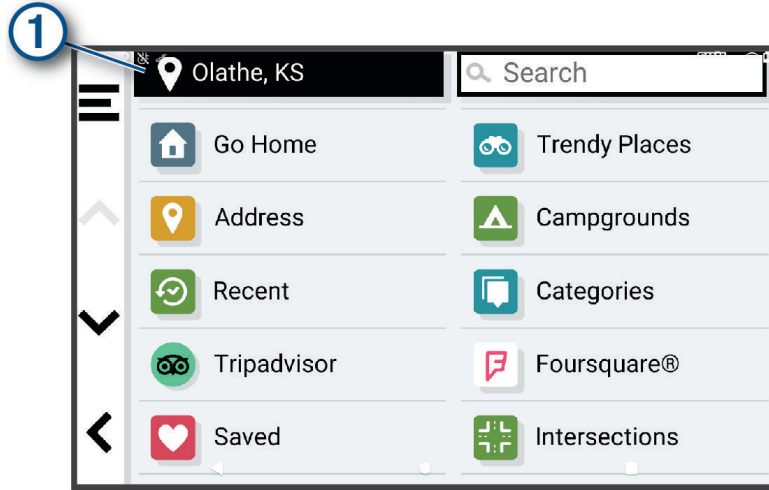 1
Olathe, KS
Search
Go Home
Trendy Places
Address
Campgrounds
Recent
Categories
Tripadvisor
Foursquare®
Saved
Intersections